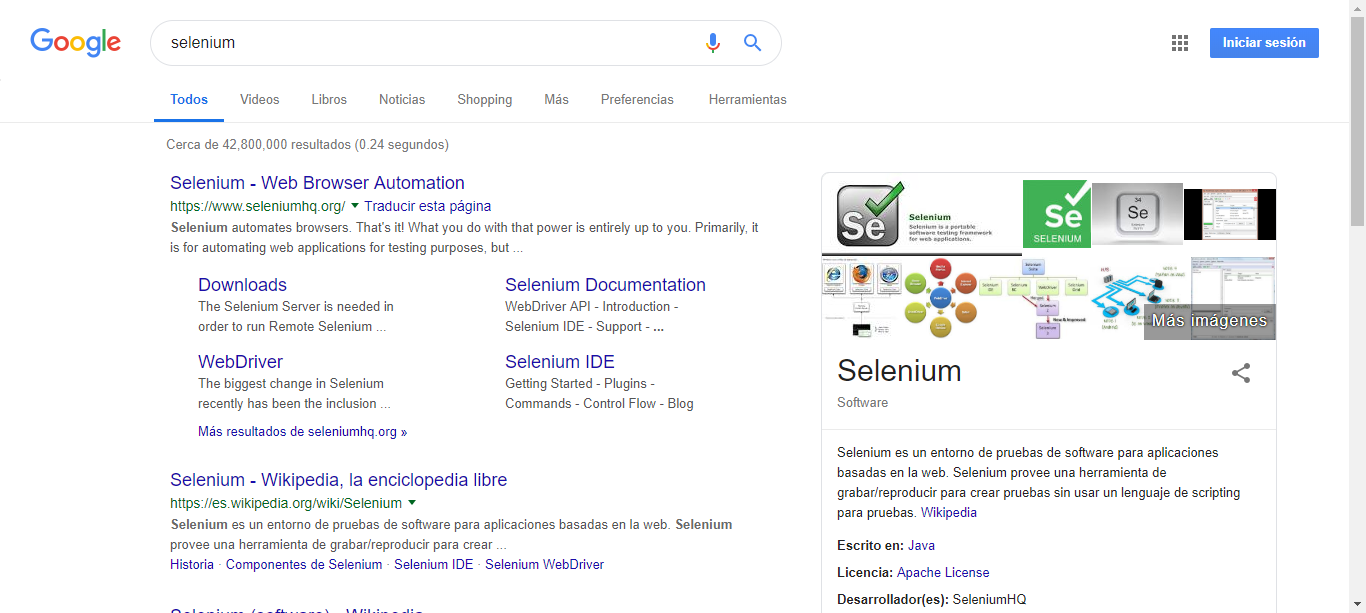 Google
selenium
Iniciar sesión
Todos Videos Libros Noticias Shopping Más Preferencias Herramientas
Cerca de 42,800,000 resultados (0.24 segundos)
Selenium - Web Browser Automation
https://www.seleniumhq.org/ Traducir esta página
Selenium automates browsers. That's it! What you do with that power is entirely up to you. Primarily, it
is for automating web applications for testing purposes, but ...
Downloads
The Selenium Server is needed in
order to run Remote Selenium ...
Selenium Documentation
WebDriver API - Introduction -
Selenium IDE - Support - ...
WebDriver
The biggest change in Selenium
recently has been the inclusion ...
Selenium IDE
Getting Started - Plugins -
Commands - Control Flow - Blog
Más resultados de seleniumhq.org »
Selenium - Wikipedia, la enciclopedia libre
https://es.wikipedia.org/wiki/Selenium
Selenium es un entorno de pruebas de software para aplicaciones basadas en la web. Selenium
provee una herramienta de grabar/reproducir para crear ...
Historia · Componentes de Selenium · Selenium IDE · Selenium WebDriver
Selenium (software) - Wikipedia
Se
Selenium
Selenium is a portable
software testing framework
for web applications.
Se
SELENIUM
34
Se
Más imágenes
Selenium
Software
Selenium es un entorno de pruebas de software para aplicaciones
basadas en la web. Selenium provee una herramienta de
grabar/reproducir para crear pruebas sin usar un lenguaje de scripting
para pruebas. Wikipedia
Escrito en: Java
Licencia: Apache License
Desarrollador(es): SeleniumHQ